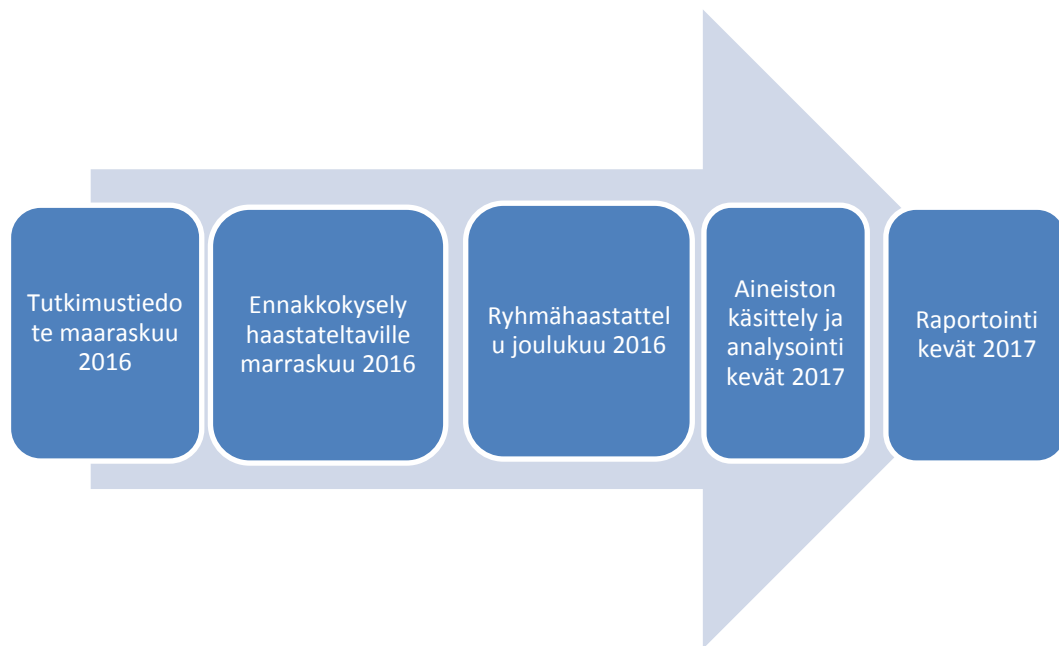 Tutkimustiedo
te maaraskuu
2016
Ennakkokysely
haastateltaville
marraskuu 2016
Ryhmähaastattel
u joulukuu 2016
Aineiston
käsittely ja
analysointi
kevät 2017
Raportointi
kevät 2017